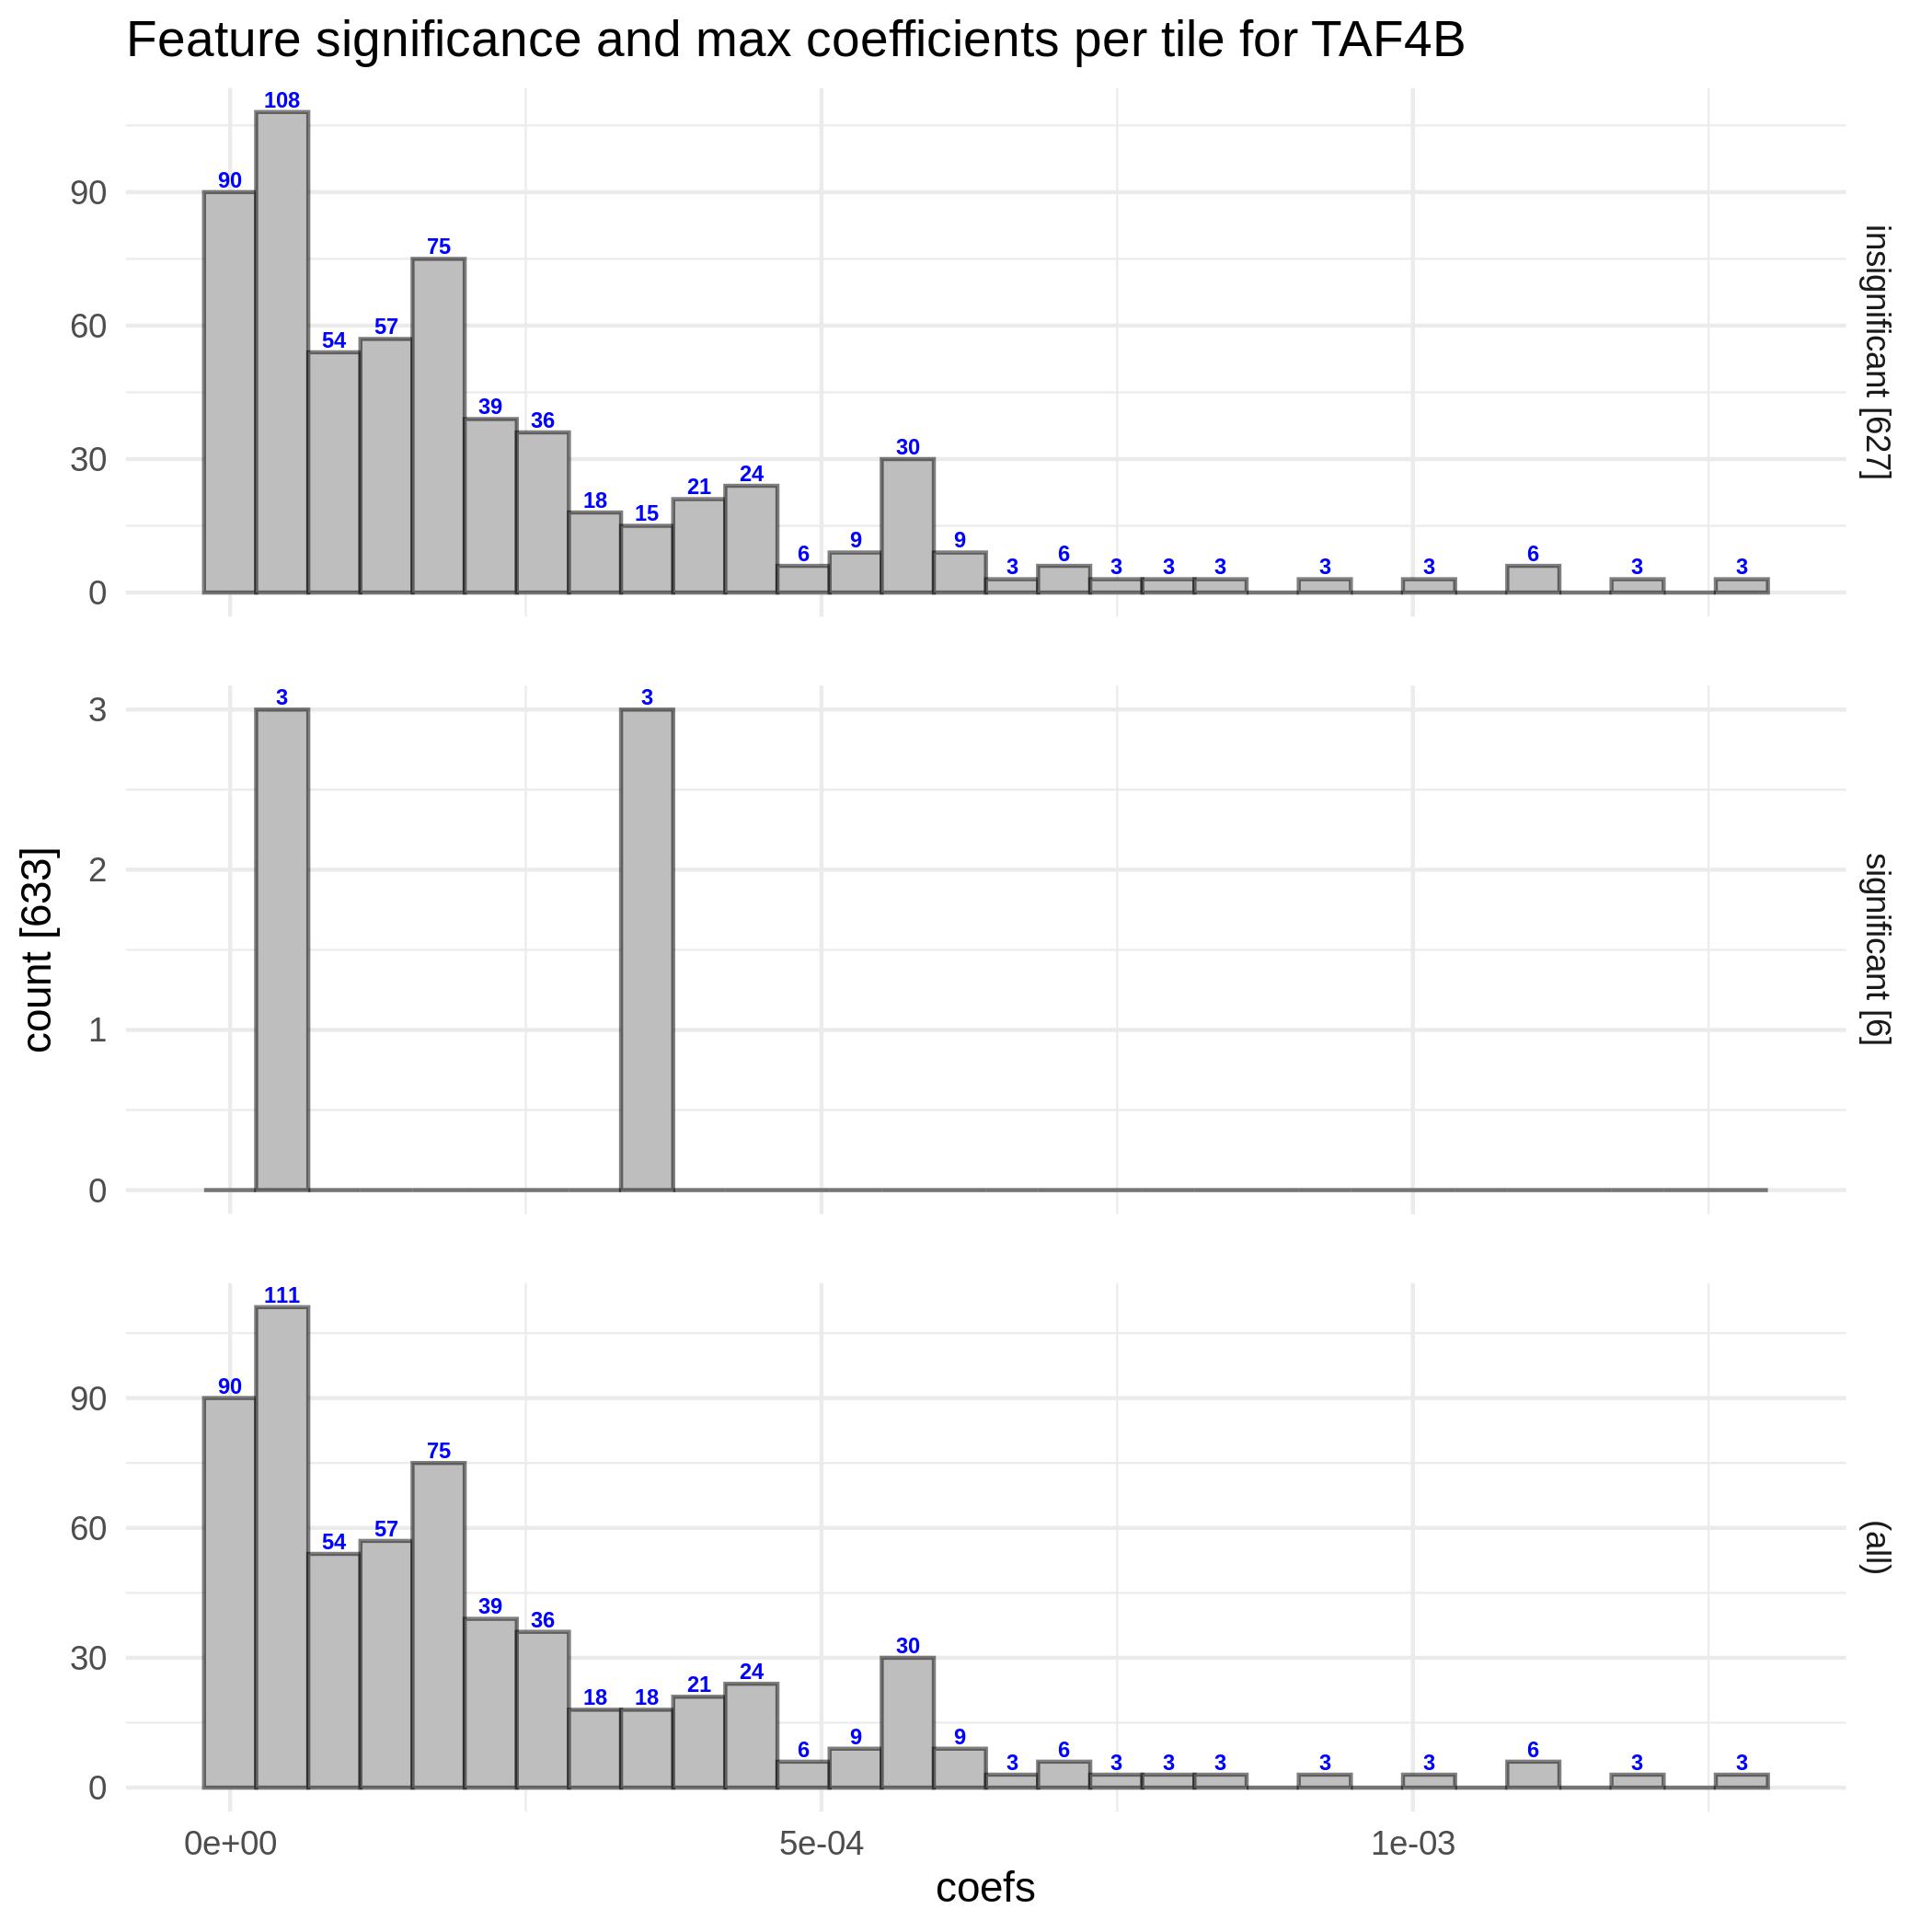 Feature significance and max coefficients per tile for TAF4B
count [633]
90
60
30
0
90 108 54 57 75 39 36 18 15 21 24 6 9 30 9 3 6 3 3 3 3 3 6 3 3
insignificant [627]
3
2
1
0
3 3
significant [6]
90
60
30
0
90 111 54 57 75 39 36 18 18 21 24 6 9 30 9 3 6 3 3 3 3 3 6 3 3
(all)
0e+00 5e-04 1e-03
coefs